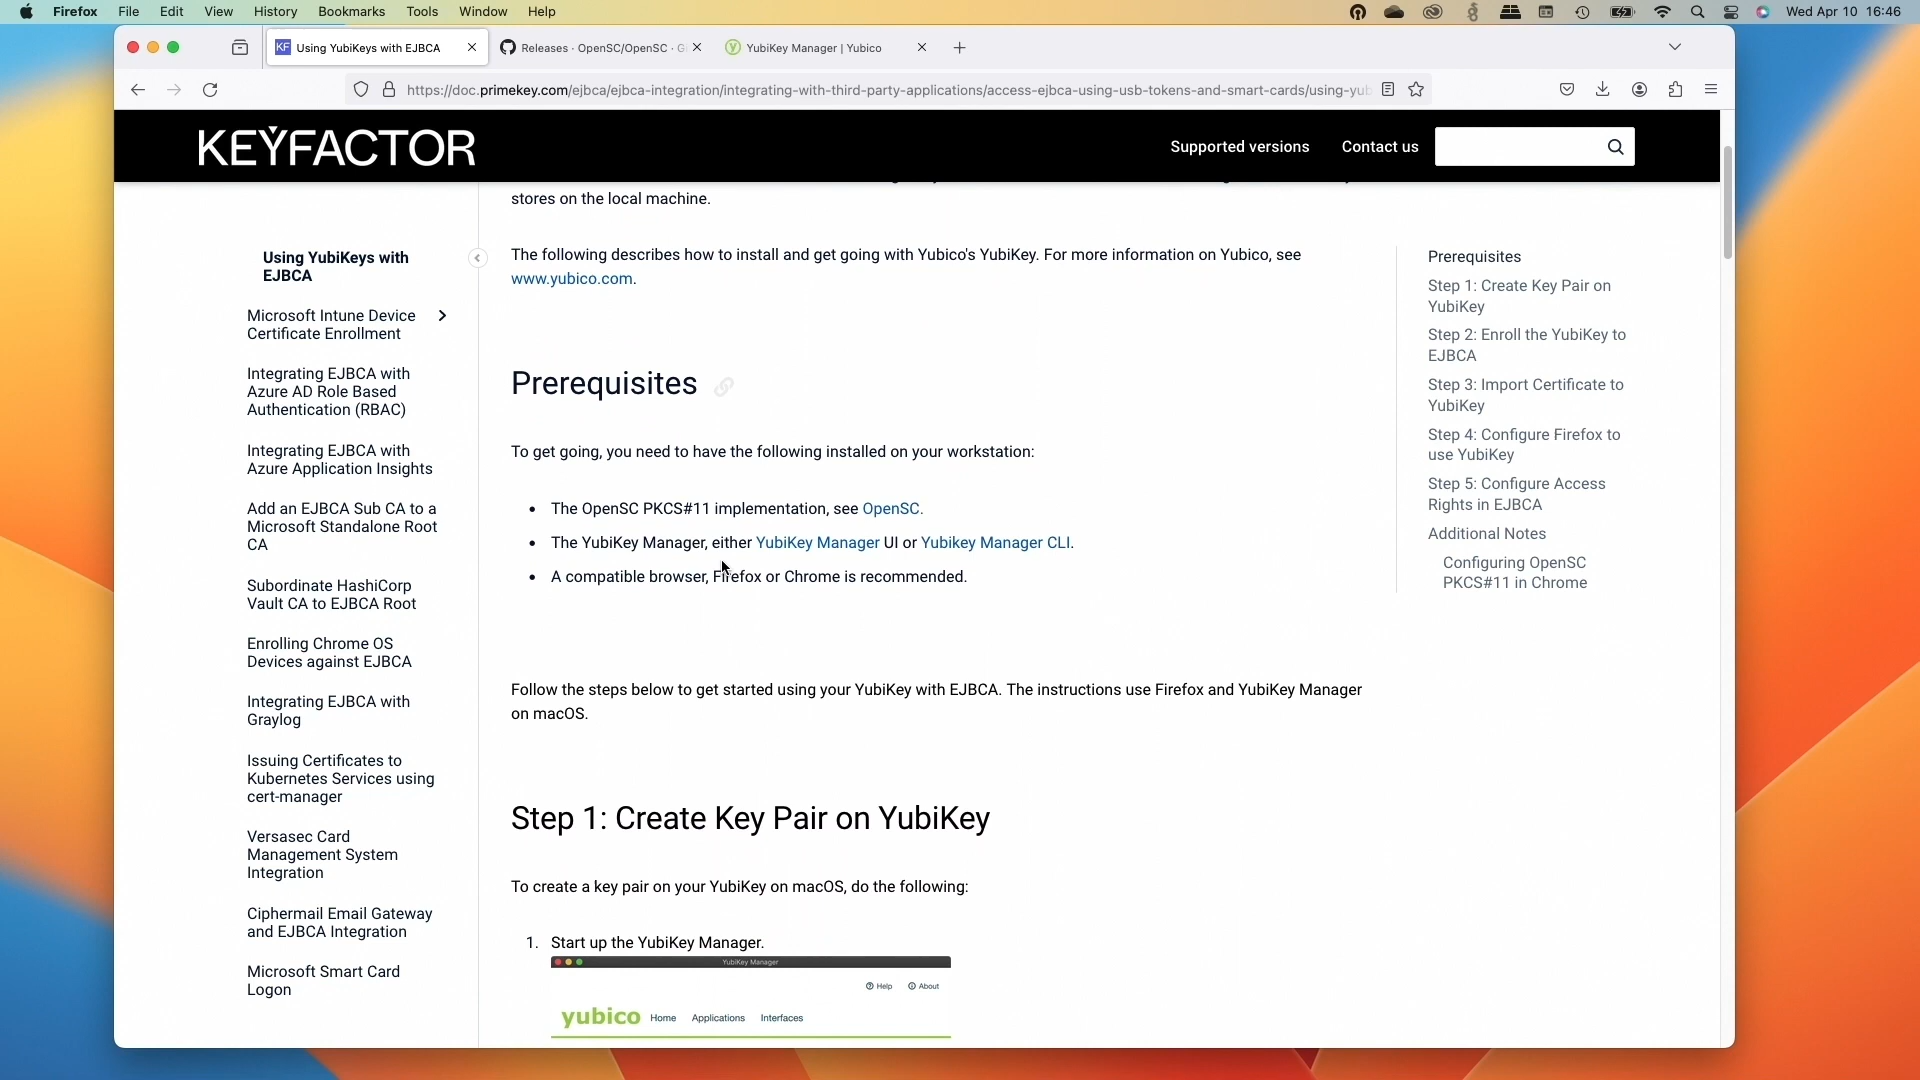 Firefox File Edit View History Bookmarks Tools Window Help
Wed Apr 10 16:46
Using YubiKeys with EJBCA
Releases · OpenSC/OpenSC · G
YubiKey Manager | Yubico
https://doc.primekey.com/ejbca/ejbca-integration/integrating-with-third-party-applications/access-ejbca-using-usb-tokens-and-smart-cards/using-yub
KEYFACTOR
Supported versions
Contact us
Using YubiKeys with
EJBCA
Microsoft Intune Device
Certificate Enrollment
Integrating EJBCA with
Azure AD Role Based
Authentication (RBAC)
Integrating EJBCA with
Azure Application Insights
Add an EJBCA Sub CA to a
Microsoft Standalone Root
CA
Subordinate HashiCorp
Vault CA to EJBCA Root
Enrolling Chrome OS
Devices against EJBCA
Integrating EJBCA with
Graylog
Issuing Certificates to
Kubernetes Services using
cert-manager
Versasec Card
Management System
Integration
Ciphermail Email Gateway
and EJBCA Integration
Microsoft Smart Card
Logon
stores on the local machine.
The following describes how to install and get going with Yubico's YubiKey. For more information on Yubico, see
www.yubico.com.
Prerequisites
To get going, you need to have the following installed on your workstation:
• The OpenSC PKCS#11 implementation, see OpenSC.
• The YubiKey Manager, either YubiKey Manager UI or Yubikey Manager CLI.
• A compatible browser, Firefox or Chrome is recommended.
Follow the steps below to get started using your YubiKey with EJBCA. The instructions use Firefox and YubiKey Manager
on macOS.
Step 1: Create Key Pair on YubiKey
To create a key pair on your YubiKey on macOS, do the following:
1. Start up the YubiKey Manager.
YubiKey Manager
Help About
yubico Home Applications Interfaces
Prerequisites
Step 1: Create Key Pair on
YubiKey
Step 2: Enroll the YubiKey to
EJBCA
Step 3: Import Certificate to
YubiKey
Step 4: Configure Firefox to
use YubiKey
Step 5: Configure Access
Rights in EJBCA
Additional Notes
Configuring OpenSC
PKCS#11 in Chrome